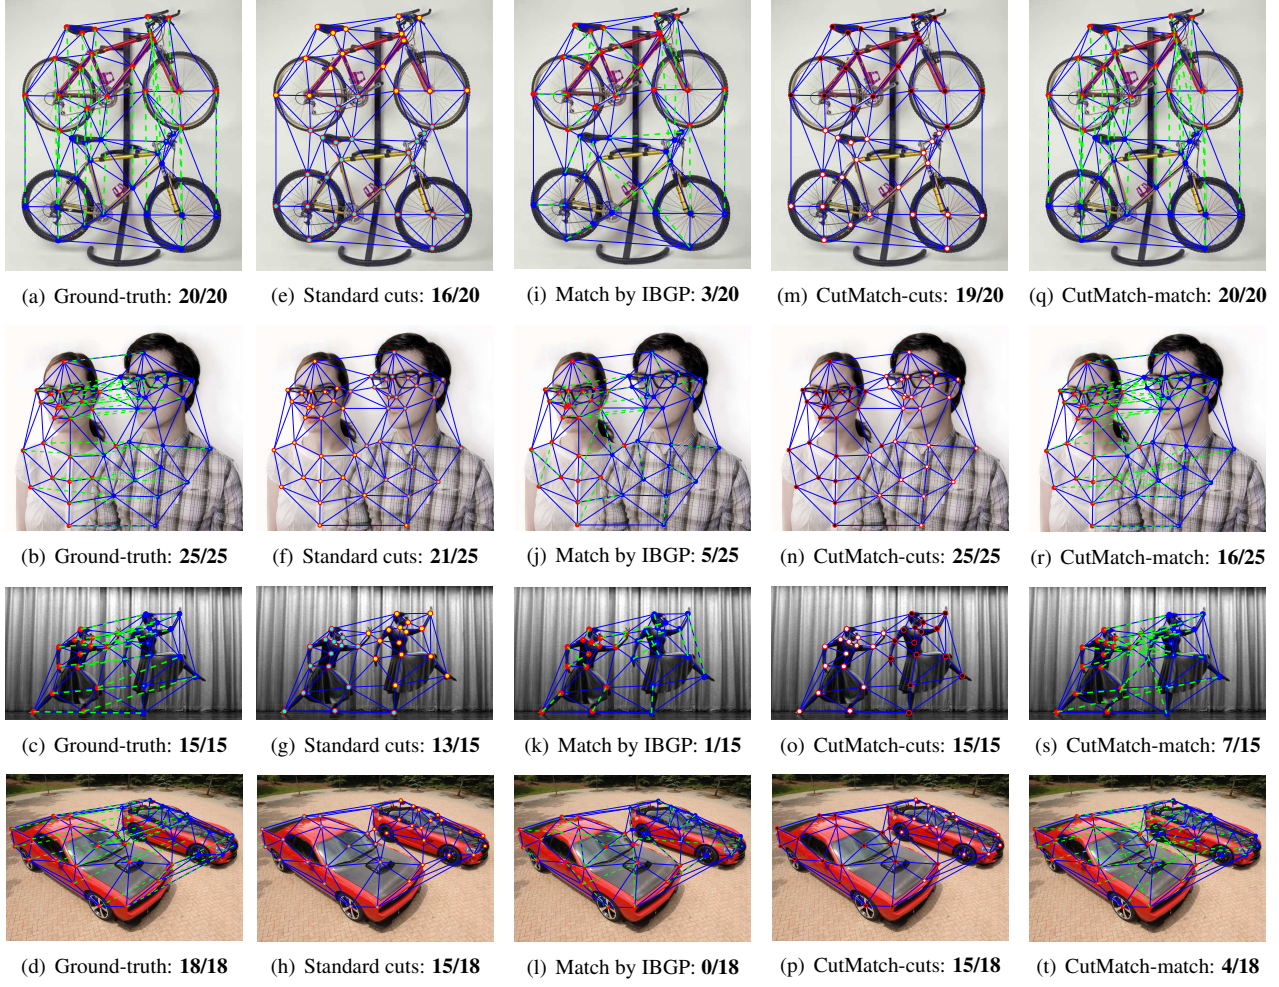 (a) Ground-truth: 20/20
(e) Standard cuts: 16/20
(i) Match by IBGP: 3/20
(m) CutMatch-cuts: 19/20
(q) CutMatch-match: 20/20
(b) Ground-truth: 25/25
(f) Standard cuts: 21/25
(j) Match by IBGP: 5/25
(n) CutMatch-cuts: 25/25
(r) CutMatch-match: 16/25
(c) Ground-truth: 15/15
(g) Standard cuts: 13/15
(k) Match by IBGP: 1/15
(o) CutMatch-cuts: 15/15
(s) CutMatch-match: 7/15
(d) Ground-truth: 18/18
(h) Standard cuts: 15/18
(l) Match by IBGP: 0/18
(p) CutMatch-cuts: 15/18
(t) CutMatch-match: 4/18